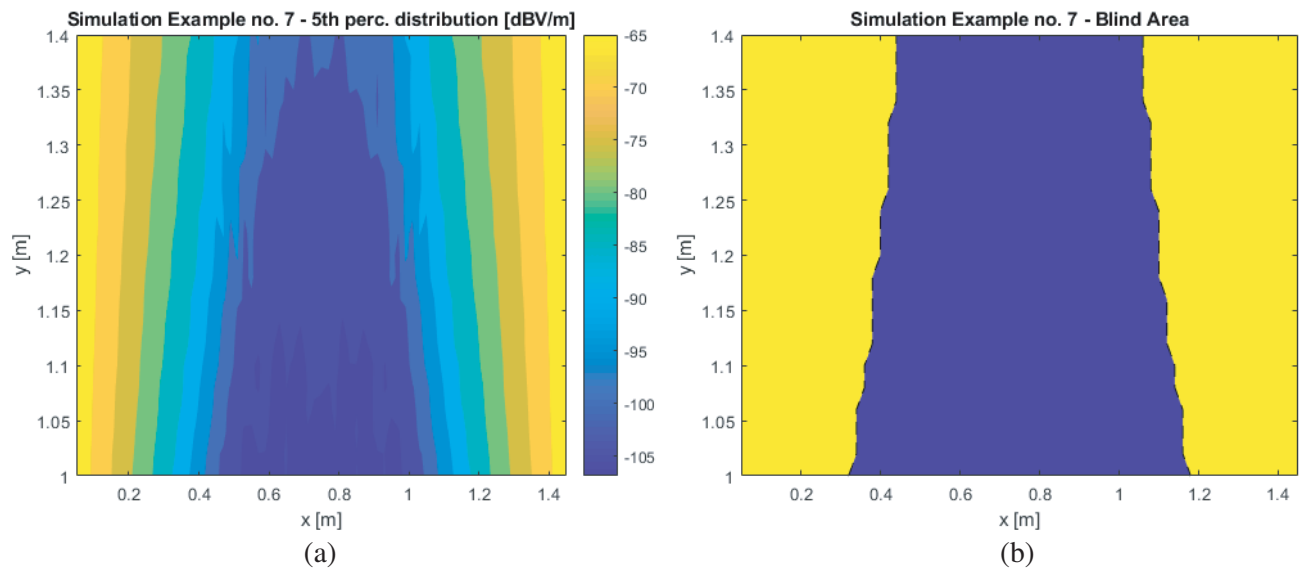 Simulation Example no. 7 - 5th perc. distribution [dBV/m]
1.4
1.35
1.3
1.25
1.2
1.15
1.1
1.05
1
y [m]
0.2 0.4 0.6 0.8 1 1.2 1.4
x [m]
-65
-70
-75
-80
-85
-90
-95
-100
-105
(a)
Simulation Example no. 7 - Blind Area
1.4
1.35
1.3
1.25
1.2
1.15
1.1
1.05
1
y [m]
0.2 0.4 0.6 0.8 1 1.2 1.4
x [m]
(b)